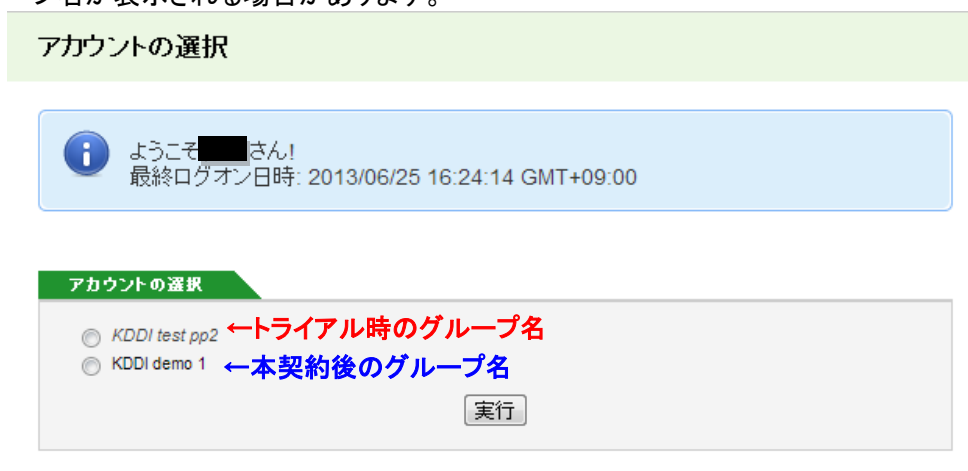 アカウントの選択
ようこそ さん!
最終ログオン日時: 2013/06/25 16:24:14 GMT+09:00
アカウントの選択
KDDI test pp2 ←トライアル時のグループ名
KDDI demo 1 ←本契約後のグループ名
実行